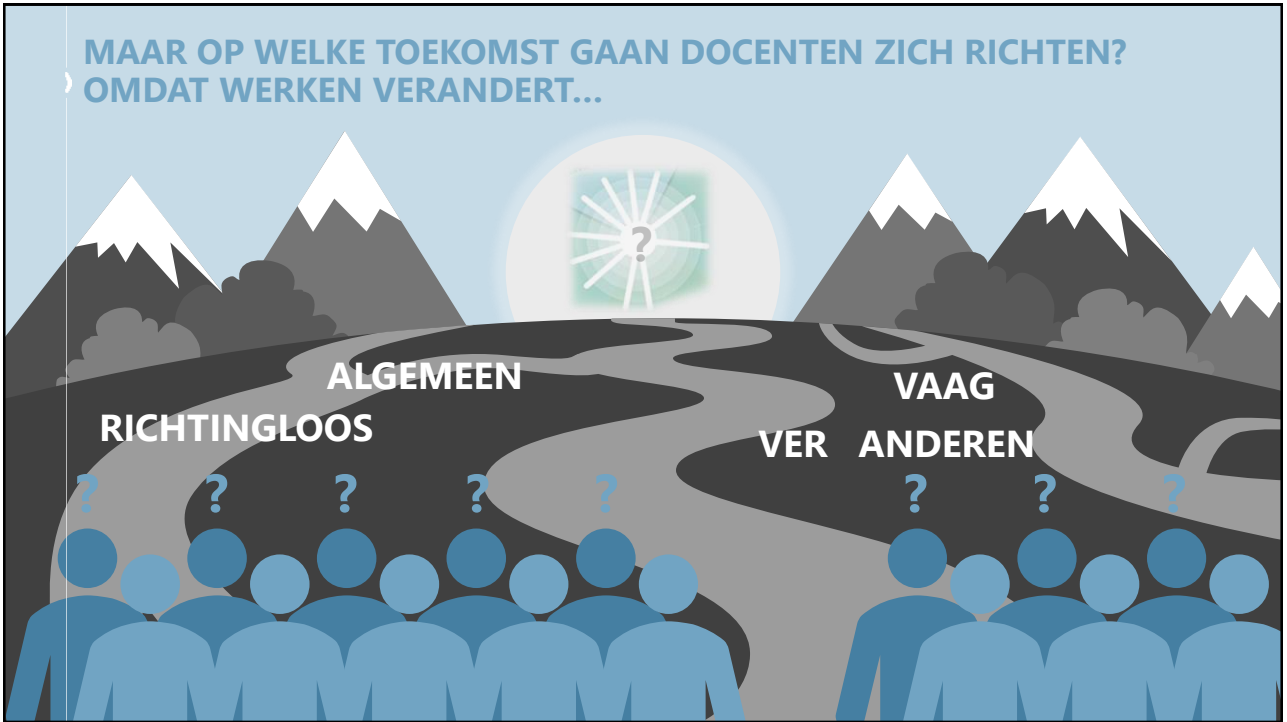 MAAR OP WELKE TOEKOMST GAAN DOCENTEN ZICH RICHTEN?
OMDAT WERKEN VERANDERT...
?
ALGEMEEN
VAAG
RICHTINGLOOS
VER ANDEREN
? ? ? ? ? ? ? ?